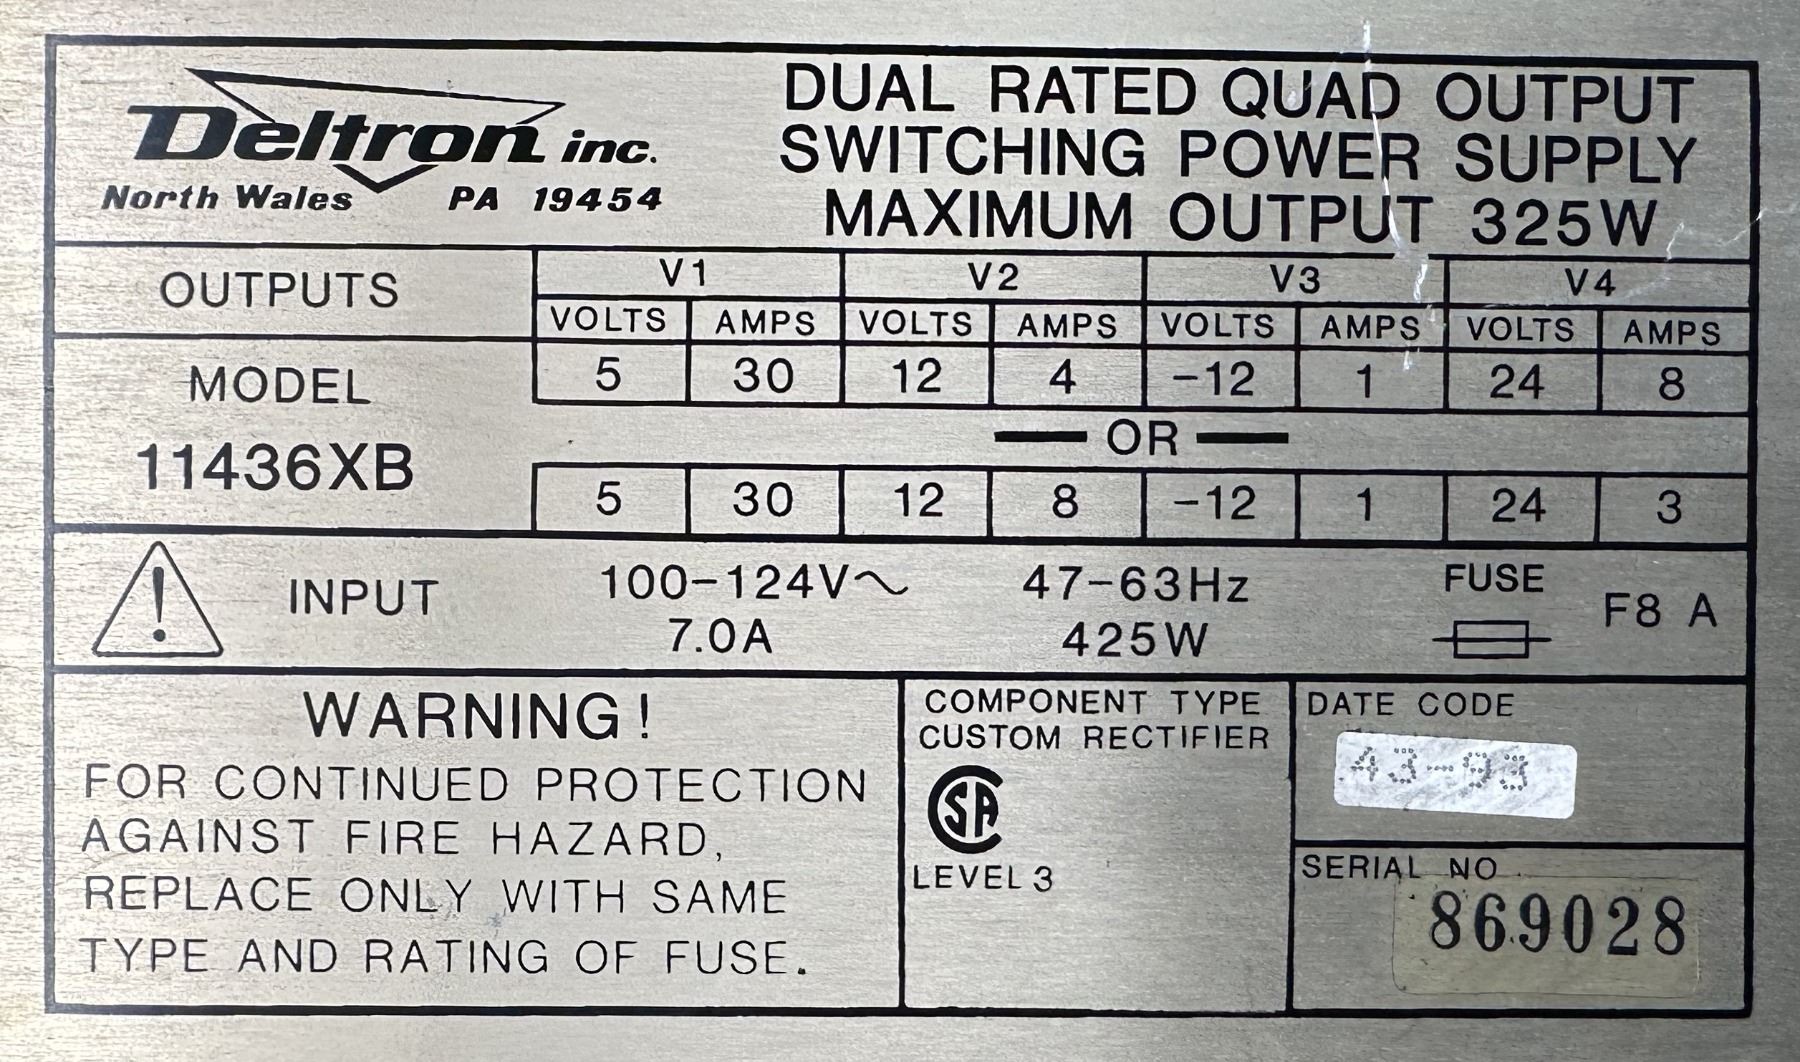 Deltron inc.
North Wales PA 19454
DUAL RATED QUAD OUTPUT
SWITCHING POWER SUPPLY
MAXIMUM OUTPUT 325W
OUTPUTS V1 V2 V3 V4
VOLTS AMPS VOLTS AMPS VOLTS AMPS VOLTS AMPS
MODEL 5 30 12 4 -12 1 24 8
OR
11436XB
5 30 12 8 -12 1 24 3
! INPUT 100-124V~ 47-63Hz FUSE F8 A
7.0A 425W
WARNING!
FOR CONTINUED PROTECTION
AGAINST FIRE HAZARD,
REPLACE ONLY WITH SAME
TYPE AND RATING OF FUSE.
COMPONENT TYPE
CUSTOM RECTIFIER
CSA
LEVEL 3
DATE CODE
43-93
SERIAL NO
869028